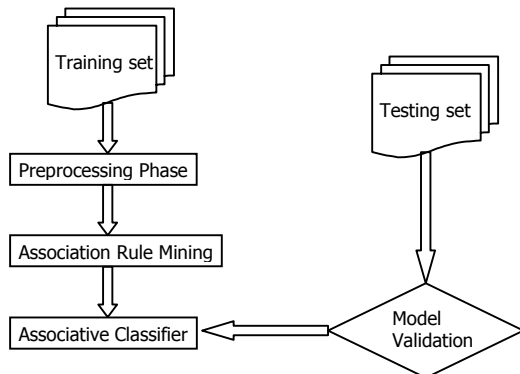 Training set
Testing set
Preprocessing Phase
Association Rule Mining
Associative Classifier
Model
Validation